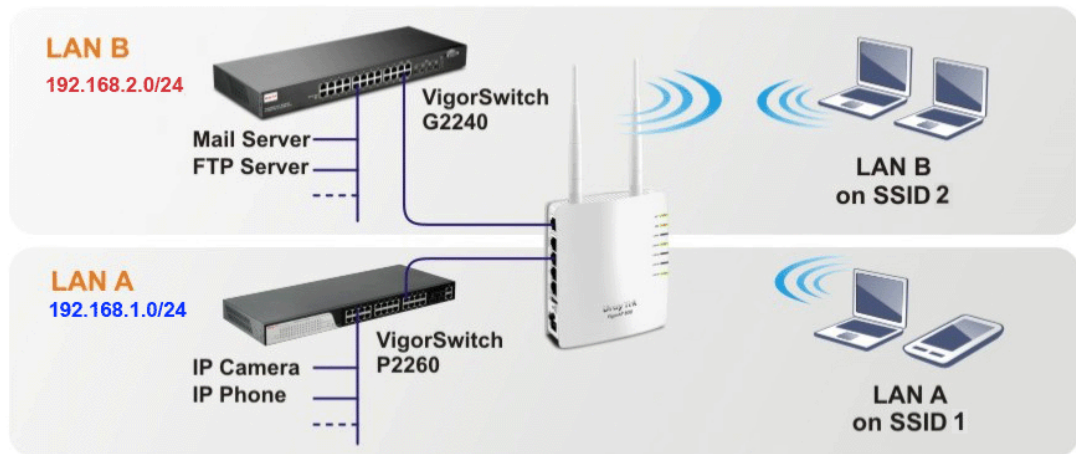 LAN B
192.168.2.0/24
VigorSwitch
G2240
Mail Server
FTP Server
LAN B
on SSID 2
LAN A
192.168.1.0/24
VigorSwitch
P2260
IP Camera
IP Phone
LAN A
on SSID 1